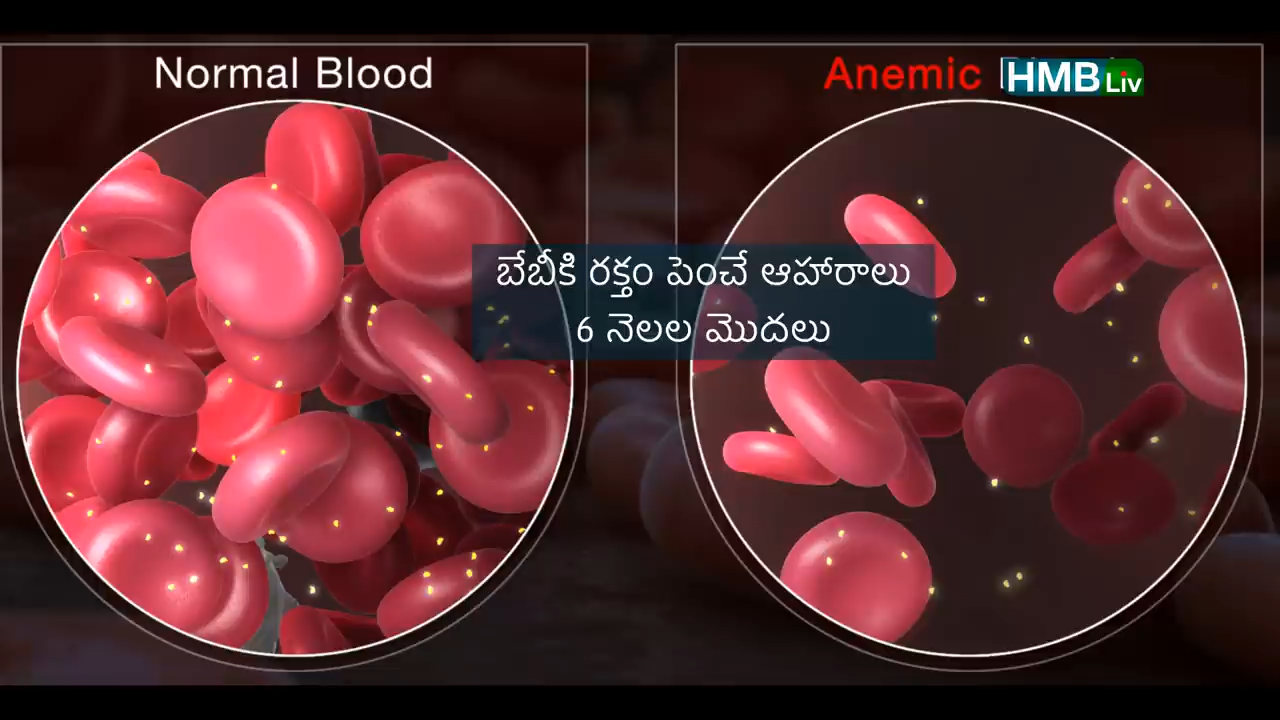 Normal Blood
Anemic
HMB Liv
బేబీకి రక్తం పెంచే ఆహారాలు
6 నెలల మొదలు